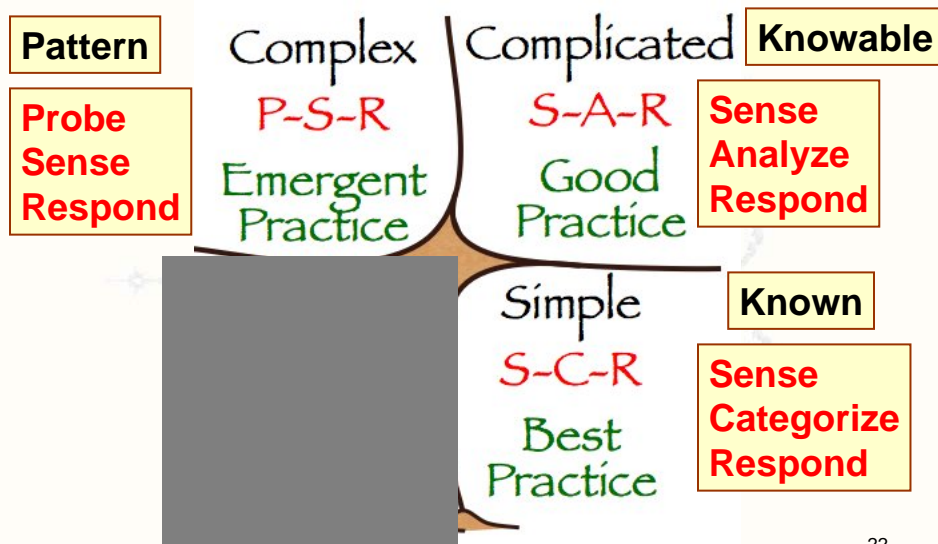 Pattern
Complex
P-S-R
Emergent
Practice
Probe
Sense
Respond
Complicated
S-A-R
Good
Practice
Knowable
Sense
Analyze
Respond
Simple
S-C-R
Best
Practice
Known
Sense
Categorize
Respond